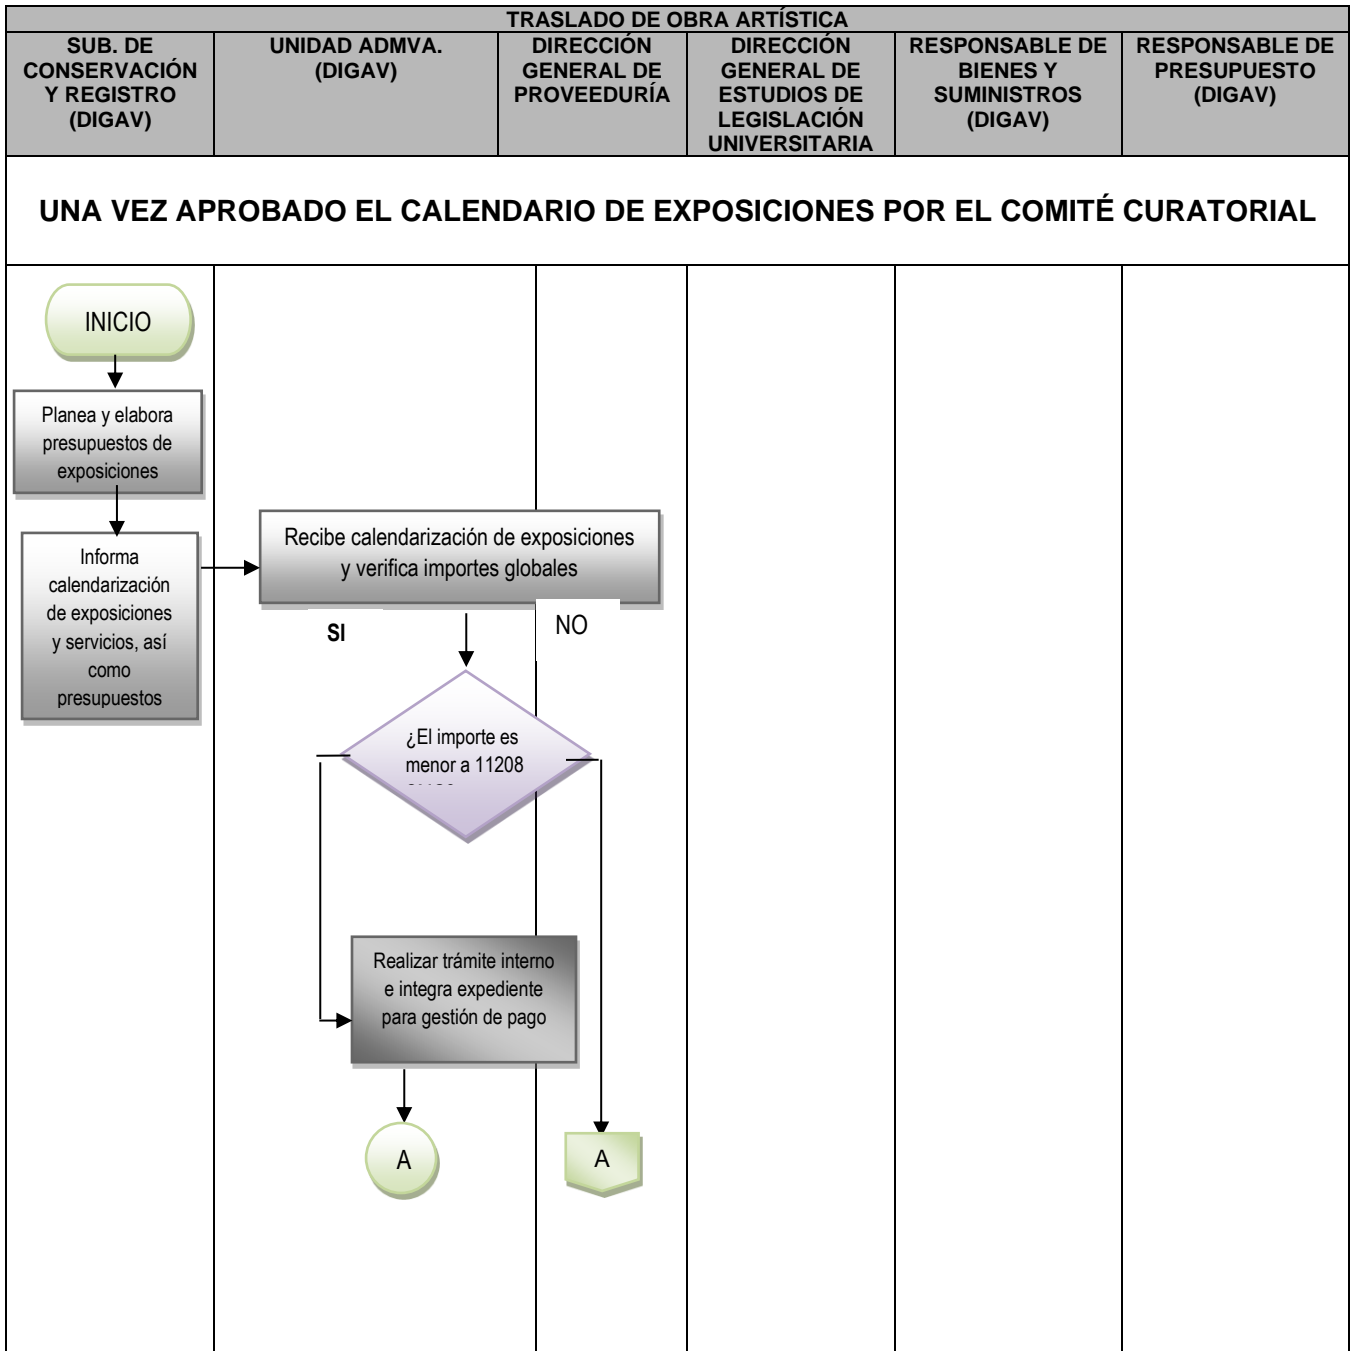 TRASLADO DE OBRA ARTÍSTICA
SUB. DE
CONSERVACIÓN
Y REGISTRO
(DIGAV)
UNIDAD ADMVA.
(DIGAV)
DIRECCIÓN
GENERAL DE
PROVEEDURÍA
DIRECCIÓN
GENERAL DE
ESTUDIOS DE
LEGISLACIÓN
UNIVERSITARIA
RESPONSABLE DE
BIENES Y
SUMINISTROS
(DIGAV)
RESPONSABLE DE
PRESUPUESTO
(DIGAV)
UNA VEZ APROBADO EL CALENDARIO DE EXPOSICIONES POR EL COMITÉ CURATORIAL
INICIO
Planea y elabora
presupuestos de
exposiciones
Informa
calendarización
de exposiciones
y servicios, así
como
presupuestos
Recibe calendarización de exposiciones
y verifica importes globales
SI
NO
¿El importe es
menor a 11208
Realizar trámite interno
e integra expediente
para gestión de pago
A
A